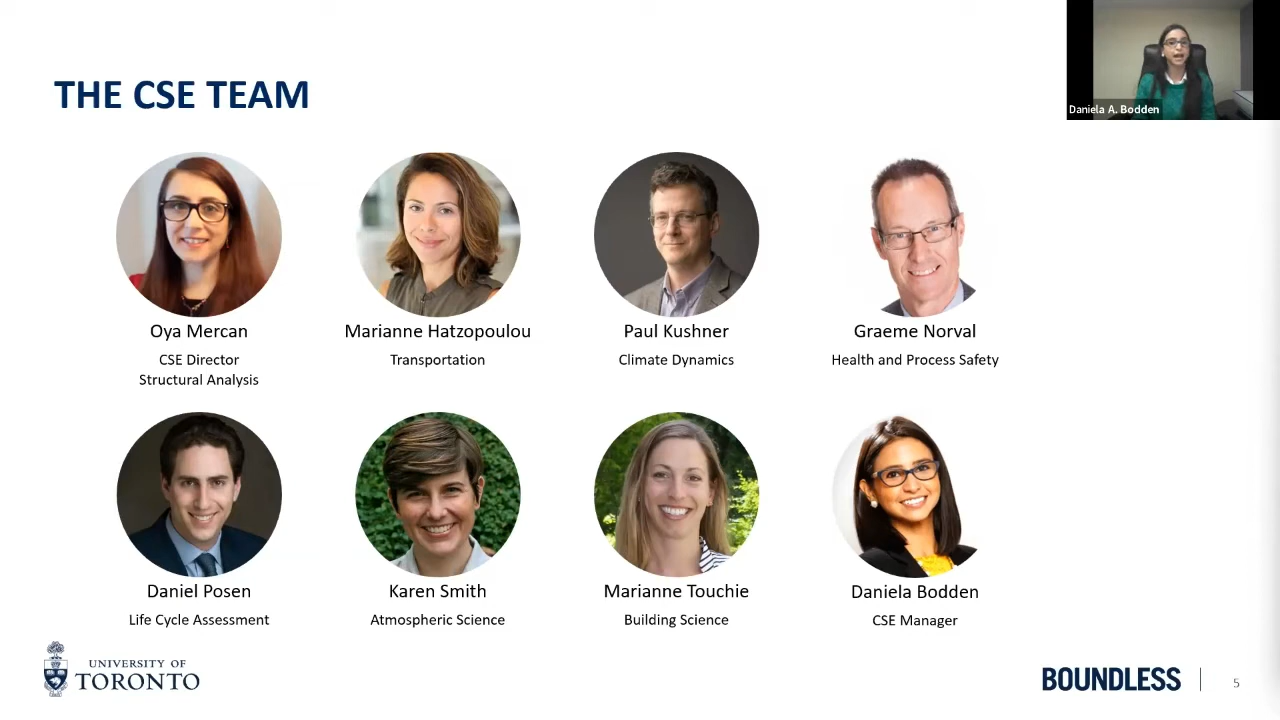 Daniela A. Bodden
THE CSE TEAM
Oya Mercan
CSE Director
Structural Analysis
Marianne Hatzopoulou
Transportation
Paul Kushner
Climate Dynamics
Graeme Norval
Health and Process Safety
Daniel Posen
Life Cycle Assessment
Karen Smith
Atmospheric Science
Marianne Touchie
Building Science
Daniela Bodden
CSE Manager
UNIVERSITY OF
TORONTO
BOUNDLESS
5